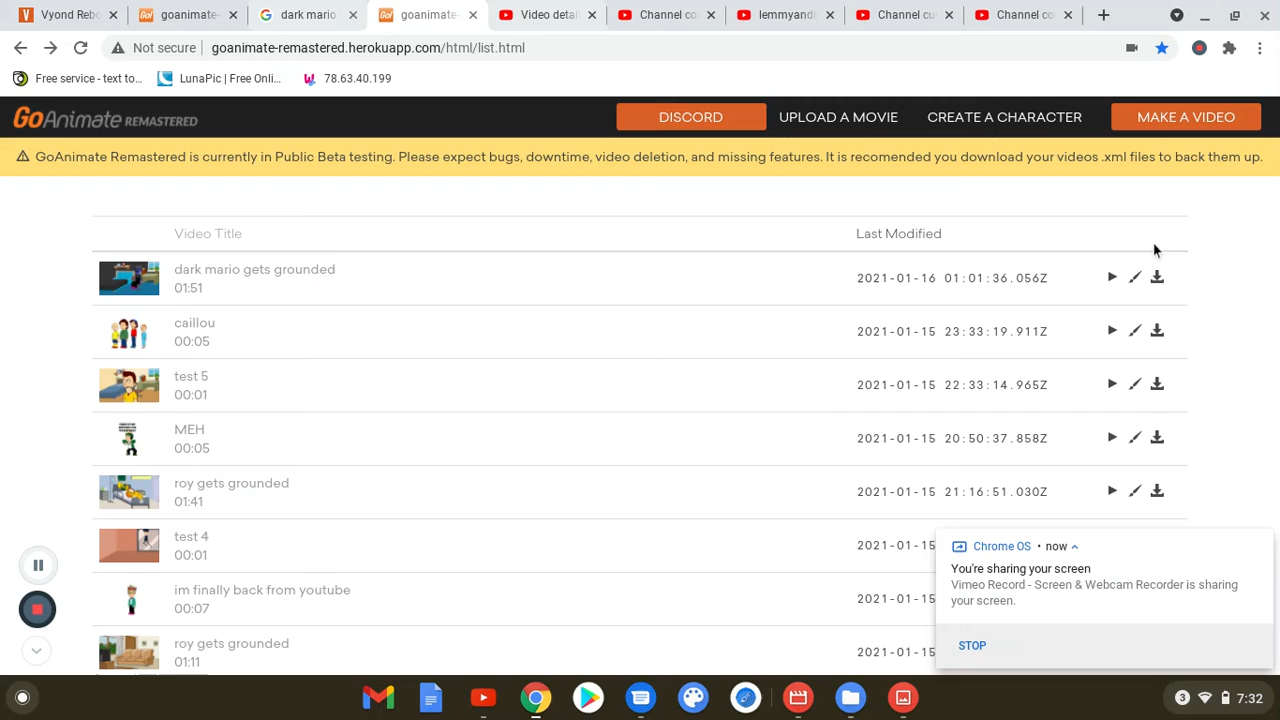 Vyond Rebo
goanimate-
dark mario
goanimate-
Video detai
Channel co
lemmyandi
Channel cu
Channel co
Not secure
goanimate-remastered.herokuapp.com/html/list.html
Free service - text to...
LunaPic | Free Onli...
78.63.40.199
GoAnimate REMASTERED
DISCORD
UPLOAD A MOVIE
CREATE A CHARACTER
MAKE A VIDEO
GoAnimate Remastered is currently in Public Beta testing. Please expect bugs, downtime, video deletion, and missing features. It is recomended you download your videos .xml files to back them up.
Video Title
Last Modified
dark mario gets grounded
01:51
2021-01-16 01:01:36.056Z
caillou
00:05
2021-01-15 23:33:19.911Z
test 5
00:01
2021-01-15 22:33:14.965Z
MEH
00:05
2021-01-15 20:50:37.858Z
roy gets grounded
01:41
2021-01-15 21:16:51.030Z
test 4
00:01
2021-01-15
im finally back from youtube
00:07
2021-01-15
roy gets grounded
01:11
2021-01-15
Chrome OS • now
You're sharing your screen
Vimeo Record - Screen & Webcam Recorder is sharing
your screen.
STOP
3
7:32